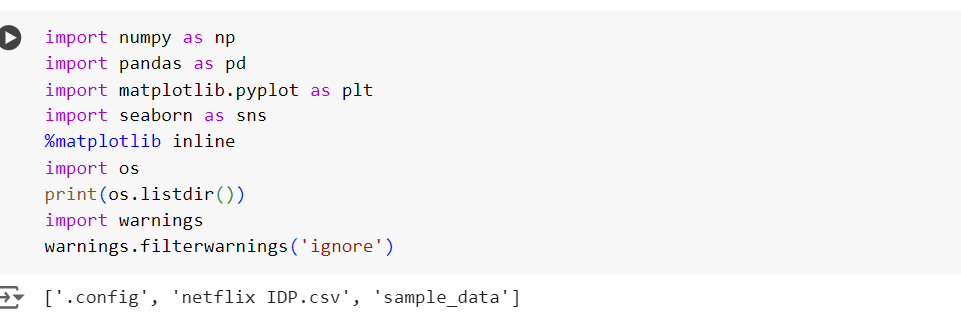 import numpy as np
import pandas as pd
import matplotlib.pyplot as plt
import seaborn as sns
%matplotlib inline
import os
print(os.listdir())
import warnings
warnings.filterwarnings('ignore')
['.config', 'netflix IDP.csv', 'sample_data']